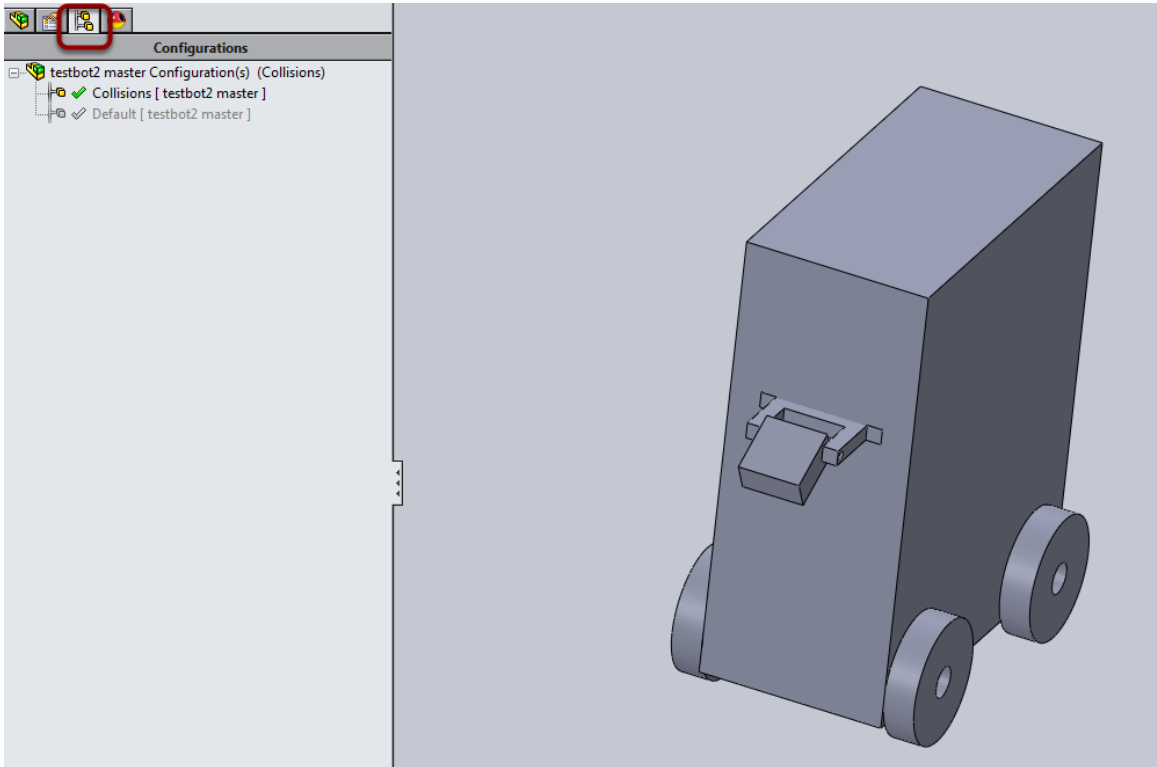 Configurations
testbot2 master Configuration(s) (Collisions)
Collisions [ testbot2 master ]
Default [ testbot2 master ]